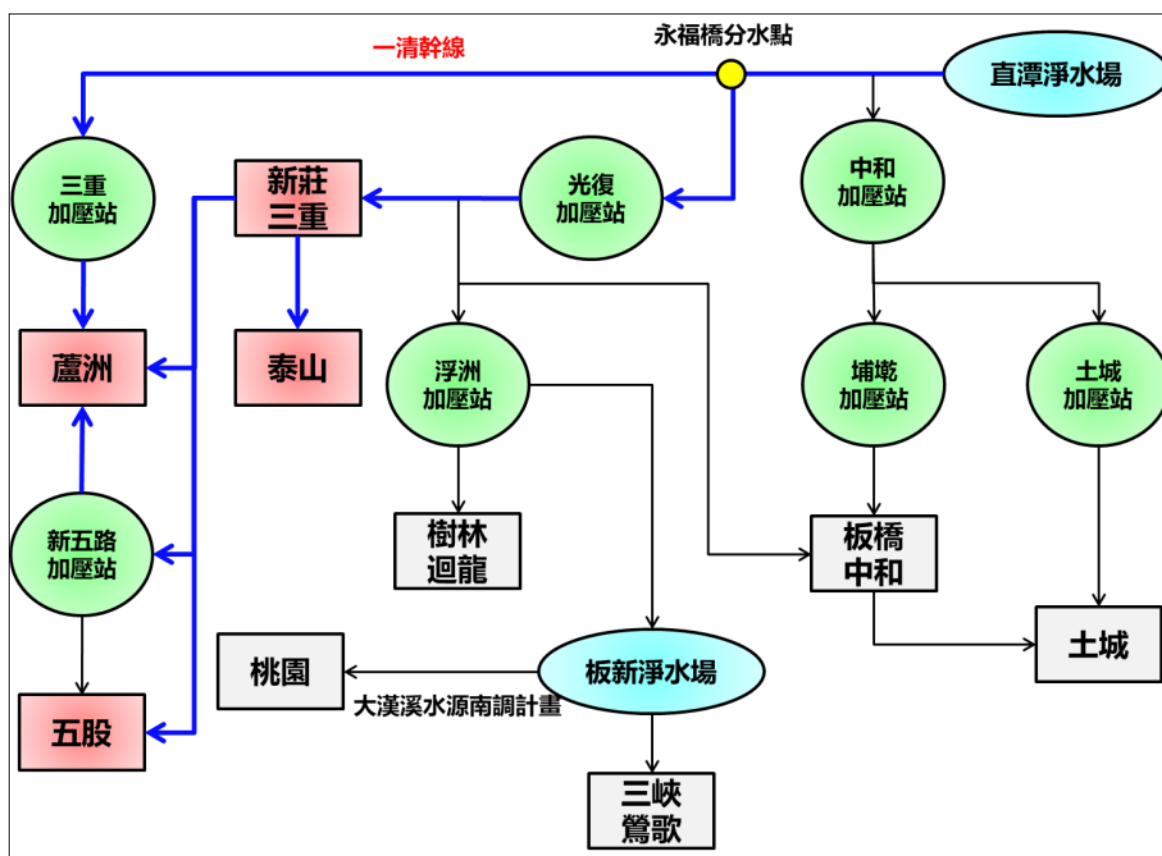 一清幹線
永福橋分水點
直潭淨水場
三重
加壓站
新莊
三重
光復
加壓站
中和
加壓站
蘆洲
泰山
浮洲
加壓站
埔墘
加壓站
土城
加壓站
新五路
加壓站
樹林
迴龍
板橋
中和
桃園
板新淨水場
土城
大漢溪水源南調計畫
五股
三峽
鶯歌